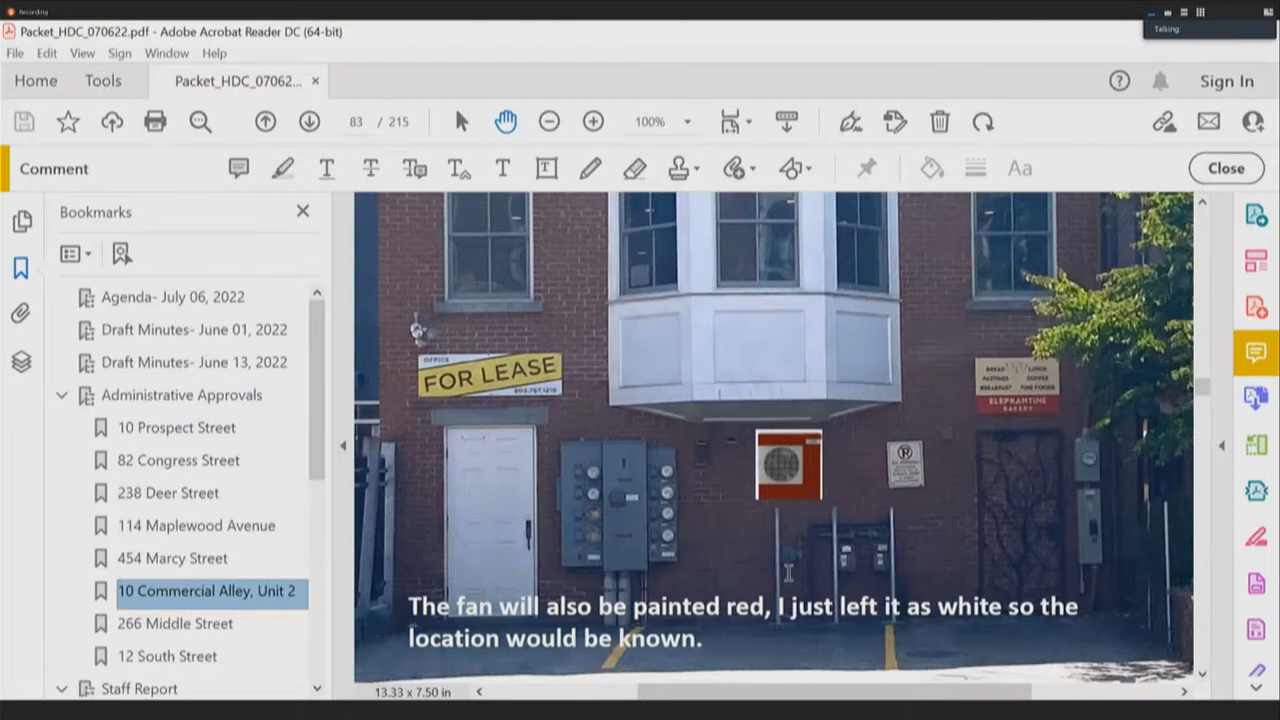 Recording
Talking:
Packet_HDC_070622.pdf - Adobe Acrobat Reader DC (64-bit)
File Edit View Sign Window Help
Home Tools Packet_HDC_07062... × Sign In
83 / 215 100%
Comment Aa Close
Bookmarks
Agenda- July 06, 2022
Draft Minutes- June 01, 2022
Draft Minutes- June 13, 2022
Administrative Approvals
10 Prospect Street
82 Congress Street
238 Deer Street
114 Maplewood Avenue
454 Marcy Street
10 Commercial Alley, Unit 2
266 Middle Street
12 South Street
Staff Report
OFFICE
FOR LEASE
BREAD LUNCH
PASTRIES COFFEE
BREAKFAST FINE FOODS
ELEPHANTINE
BAKERY
P
The fan will also be painted red, I just left it as white so the
location would be known.
13.33 x 7.50 in